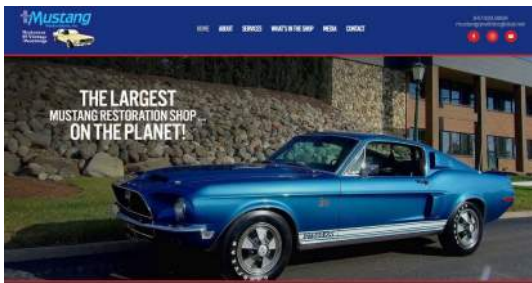 Mustang
HOME ABOUT SERVICES WHAT'S IN THE SHOP MEDIA CONTACT
THE LARGEST
MUSTANG RESTORATION SHOP...
ON THE PLANET!